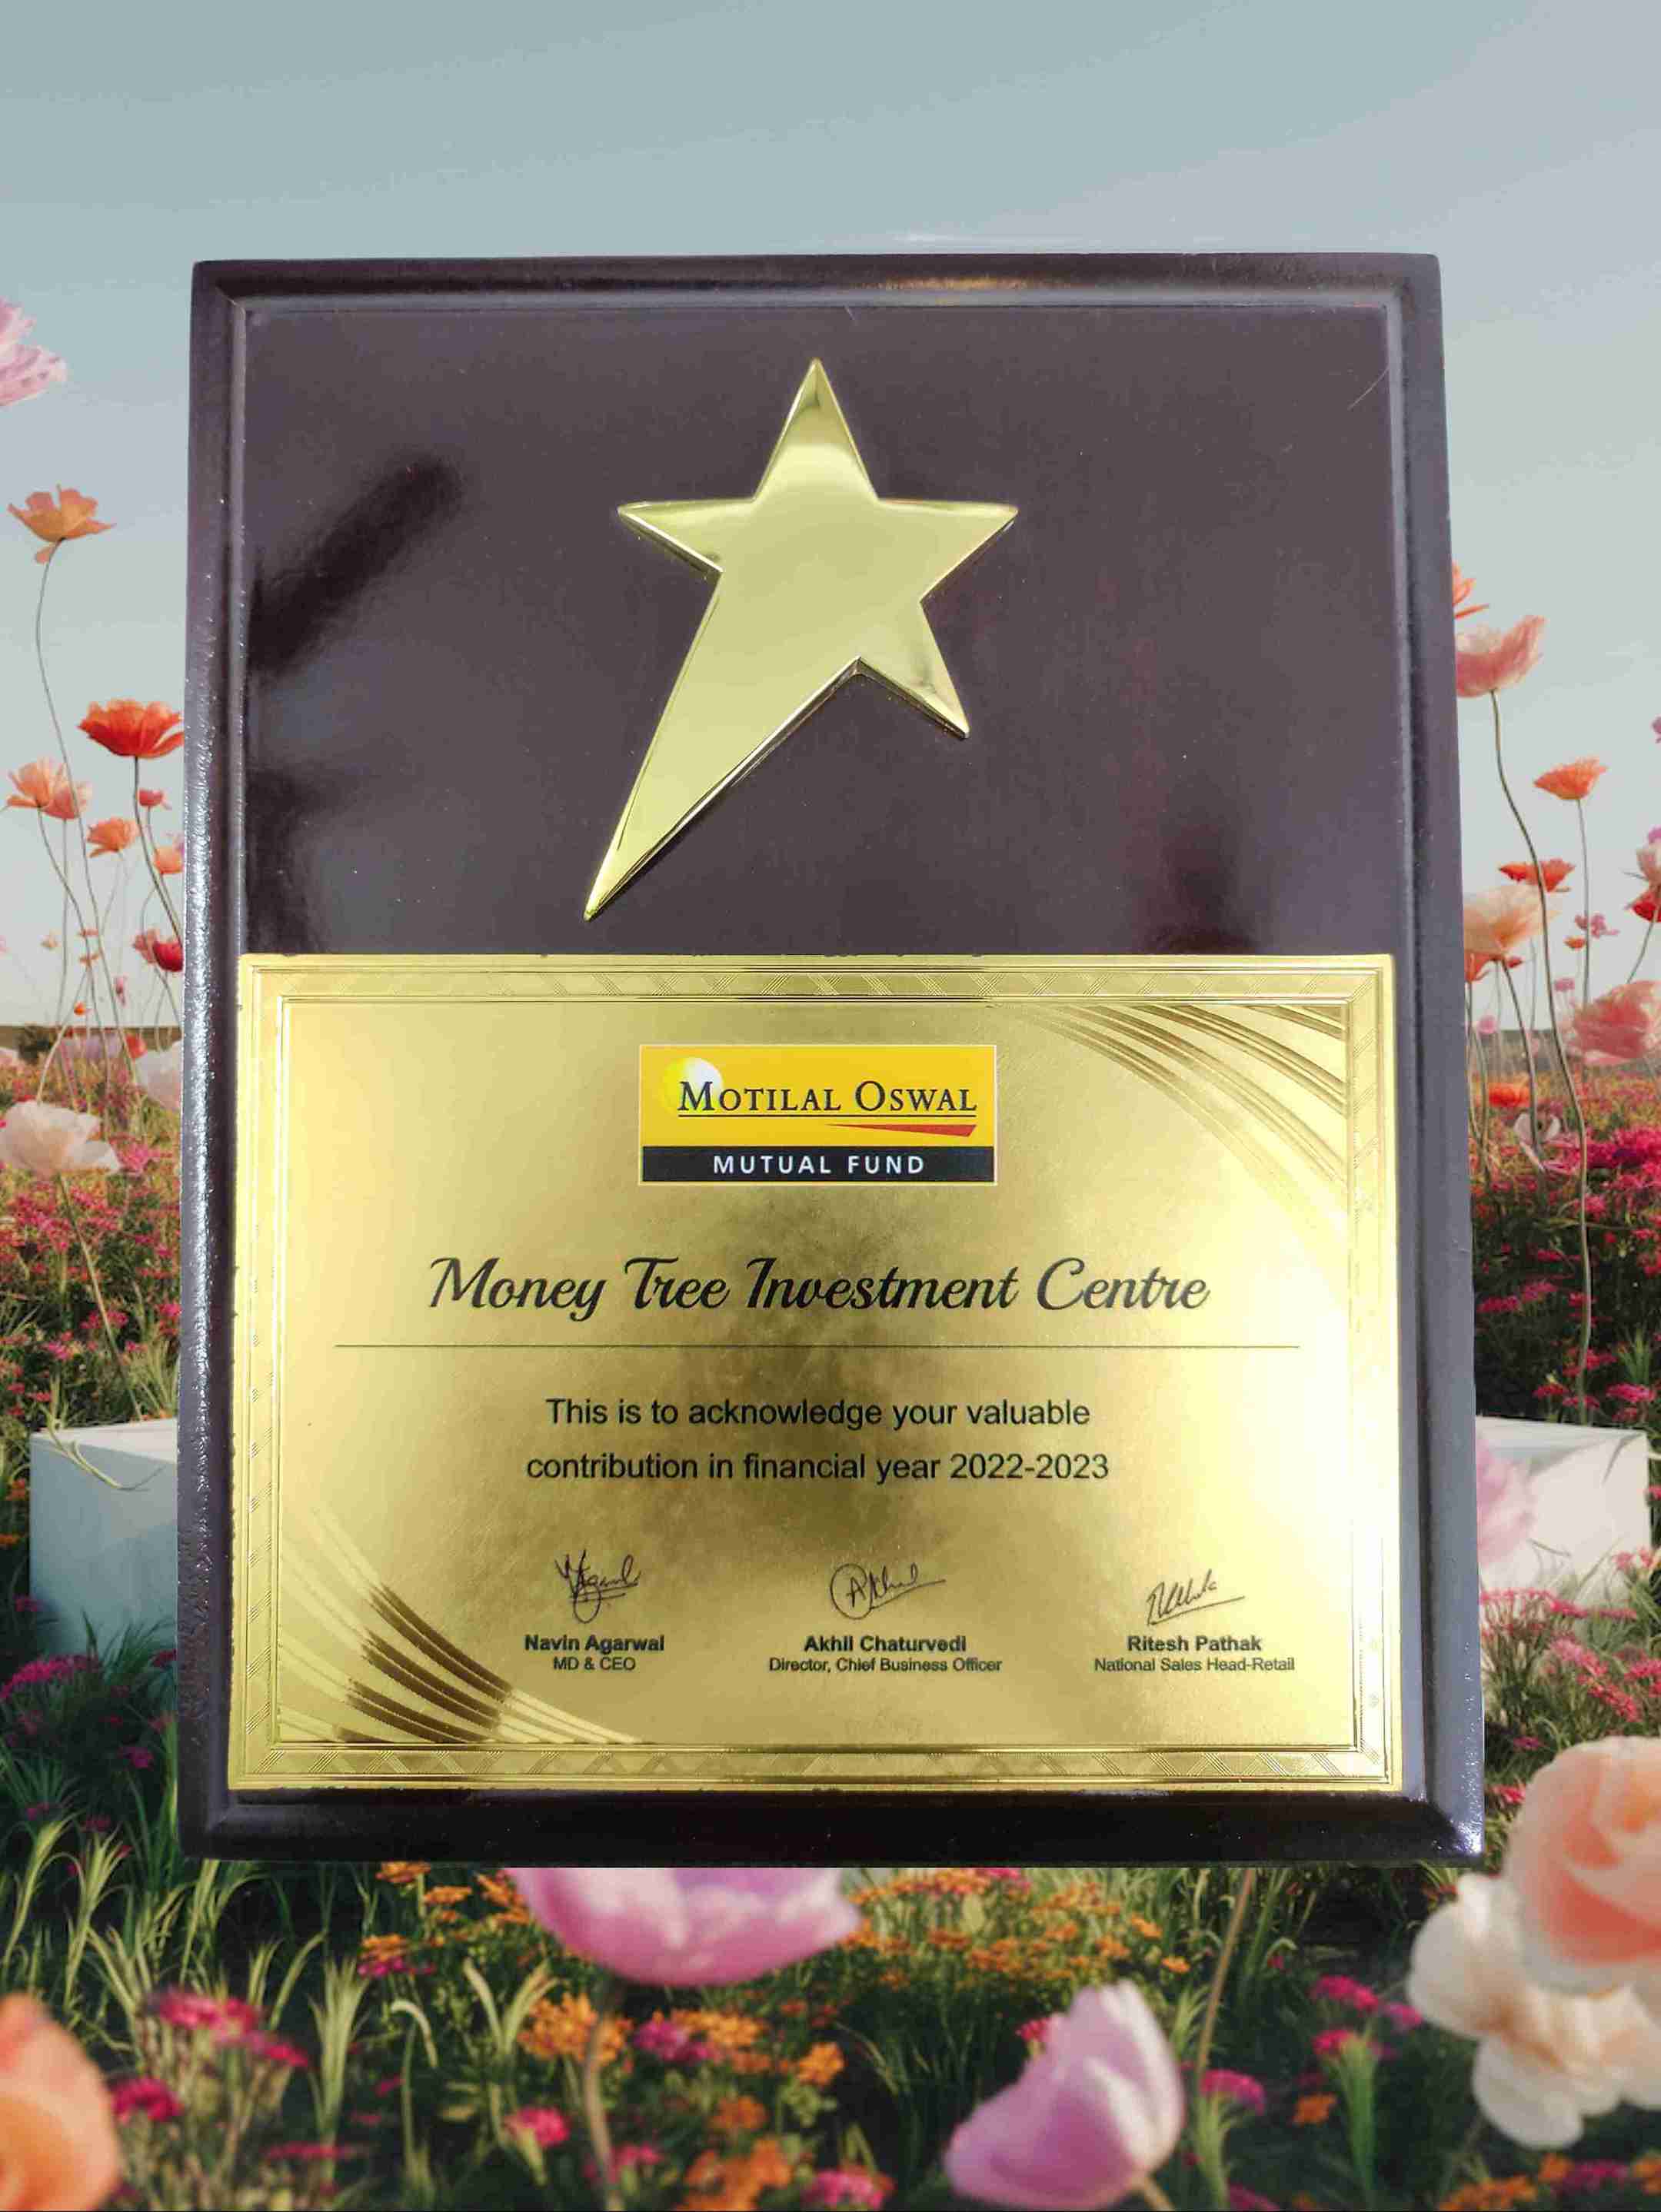 MOTILAL OSWAL
MUTUAL FUND
Money Tree Investment Centre
This is to acknowledge your valuable
contribution in financial year 2022-2023
Navin Agarwal
MD & CEO
Akhil Chaturvedi
Director, Chief Business Officer
Ritesh Pathak
National Sales Head-Retail